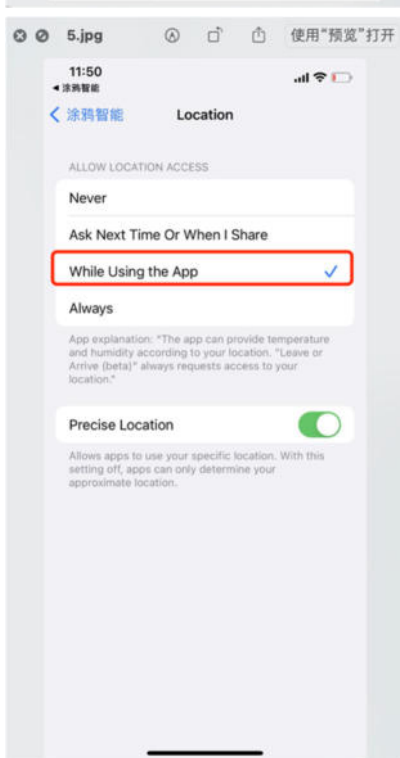 5.jpg
使用“预览”打开
11:50
◀ 涂鸦智能
涂鸦智能
Location
ALLOW LOCATION ACCESS
Never
Ask Next Time Or When I Share
While Using the App
Always
App explanation: “The app can provide temperature
and humidity according to your location. “Leave or
Arrive (beta)” always requests access to your
location.”
Precise Location
Allows apps to use your specific location. With this
setting off, apps can only determine your
approximate location.